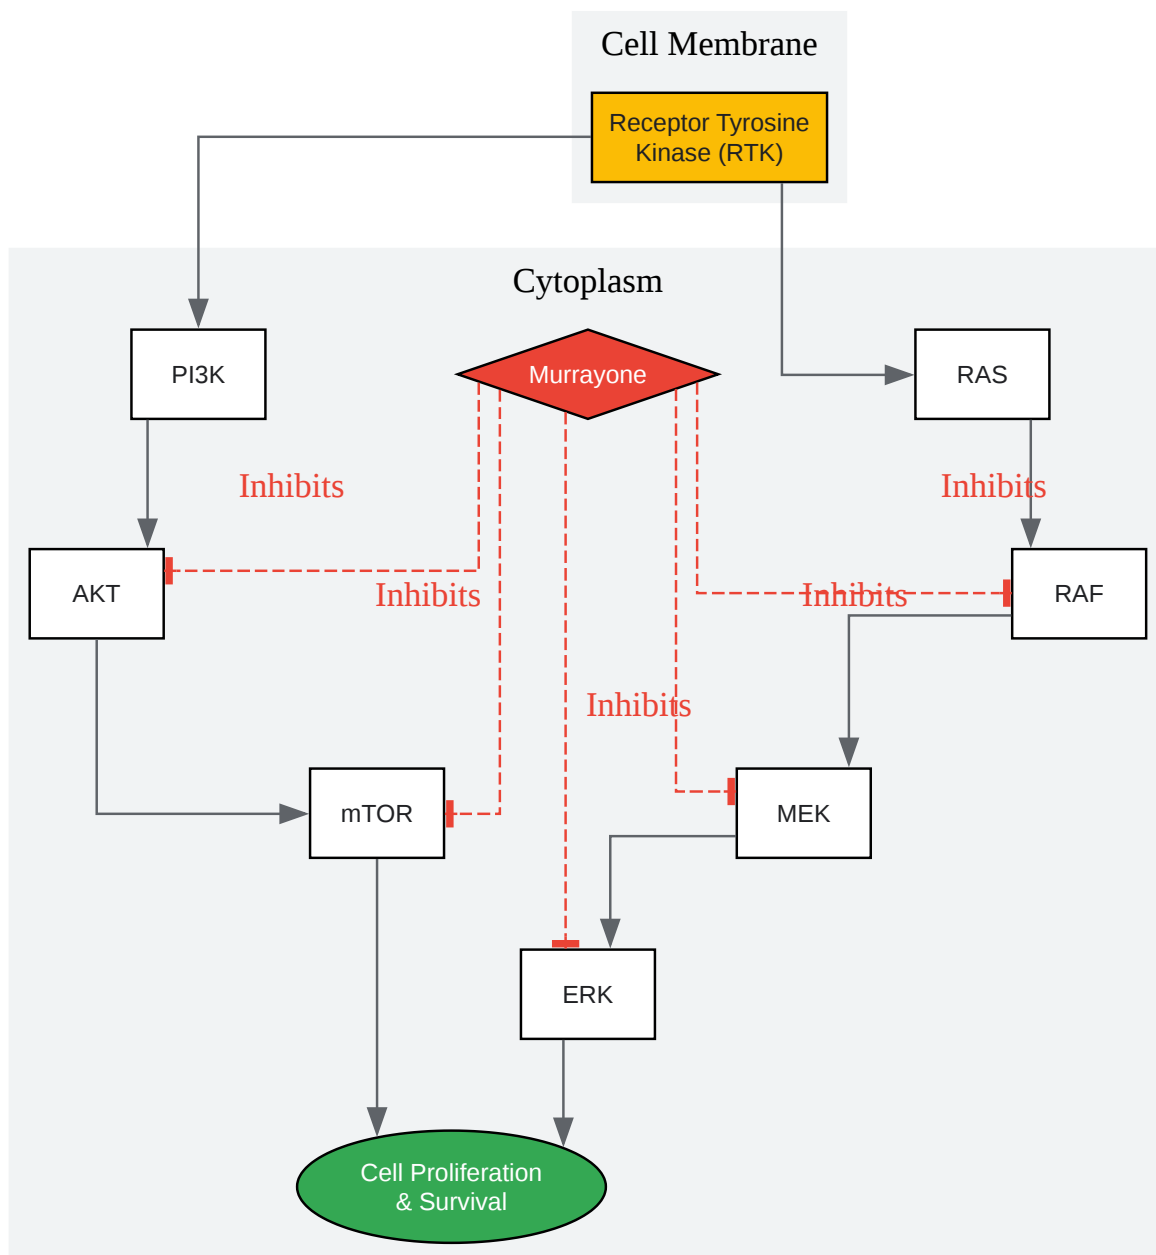 Cell Membrane
Receptor Tyrosine
Kinase (RTK)
Cytoplasm
PI3K
Murrayone
RAS
Inhibits
Inhibits
AKT
Inhibits
Inhibits
RAF
Inhibits
mTOR
MEK
ERK
Cell Proliferation
& Survival